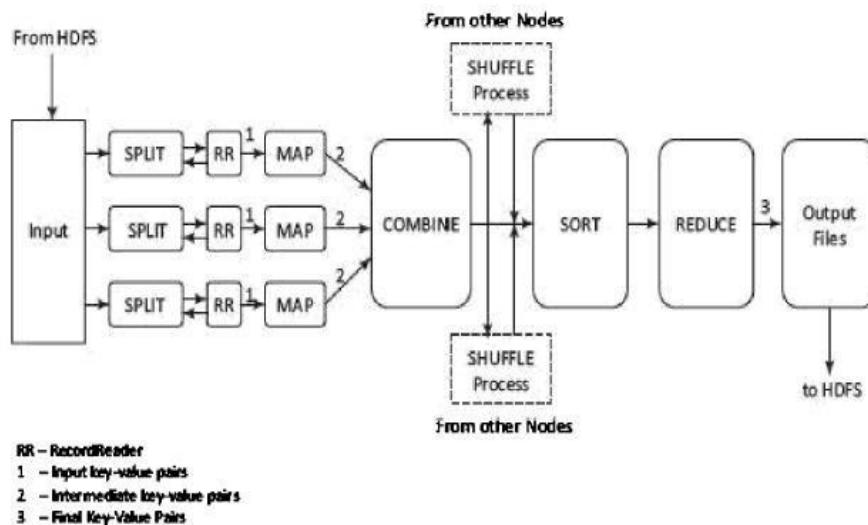 From other Nodes
From HDFS
SHUFFLE
Process
1
SPLIT
RR
MAP
2
Input
1
SPLIT
RR
MAP
2
COMBINE
SORT
REDUCE
3
Output
Files
2
1
SPLIT
RR
MAP
SHUFFLE
Process
to HDFS
From other Nodes
RR – RecordReader
1 – Input key-value pairs
2 – Intermediate key-value pairs
3 – Final Key-Value Pairs